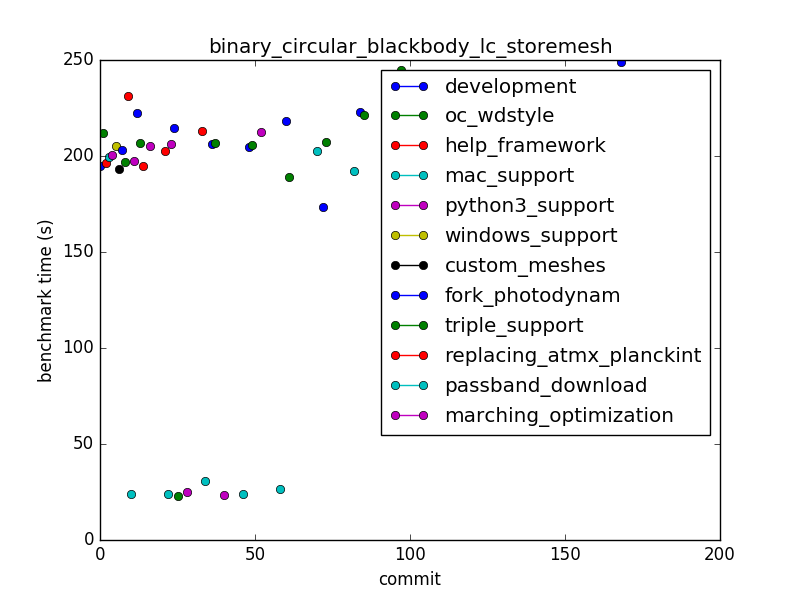 binary_circular_blackbody_lc_storemesh
250
200
150
100
50
0
benchmark time (s)
development
oc_wdstyle
help_framework
mac_support
python3_support
windows_support
custom_meshes
fork_photodynam
triple_support
replacing_atmx_planckint
passband_download
marching_optimization
0 50 100 150 200
commit